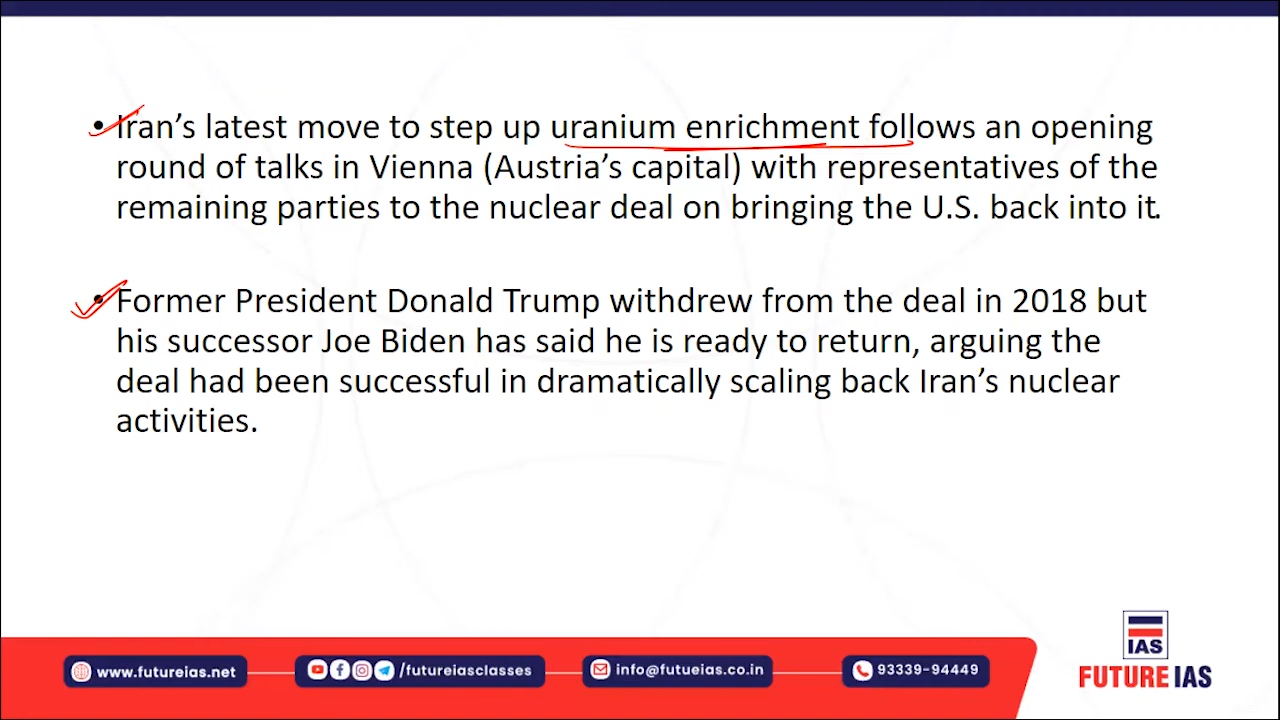 • Iran’s latest move to step up uranium enrichment follows an opening
round of talks in Vienna (Austria’s capital) with representatives of the
remaining parties to the nuclear deal on bringing the U.S. back into it.
• Former President Donald Trump withdrew from the deal in 2018 but
his successor Joe Biden has said he is ready to return, arguing the
deal had been successful in dramatically scaling back Iran’s nuclear
activities.
IAS
www.futureias.net
/futureiasclasses
info@futueias.co.in
93339-94449
FUTURE IAS